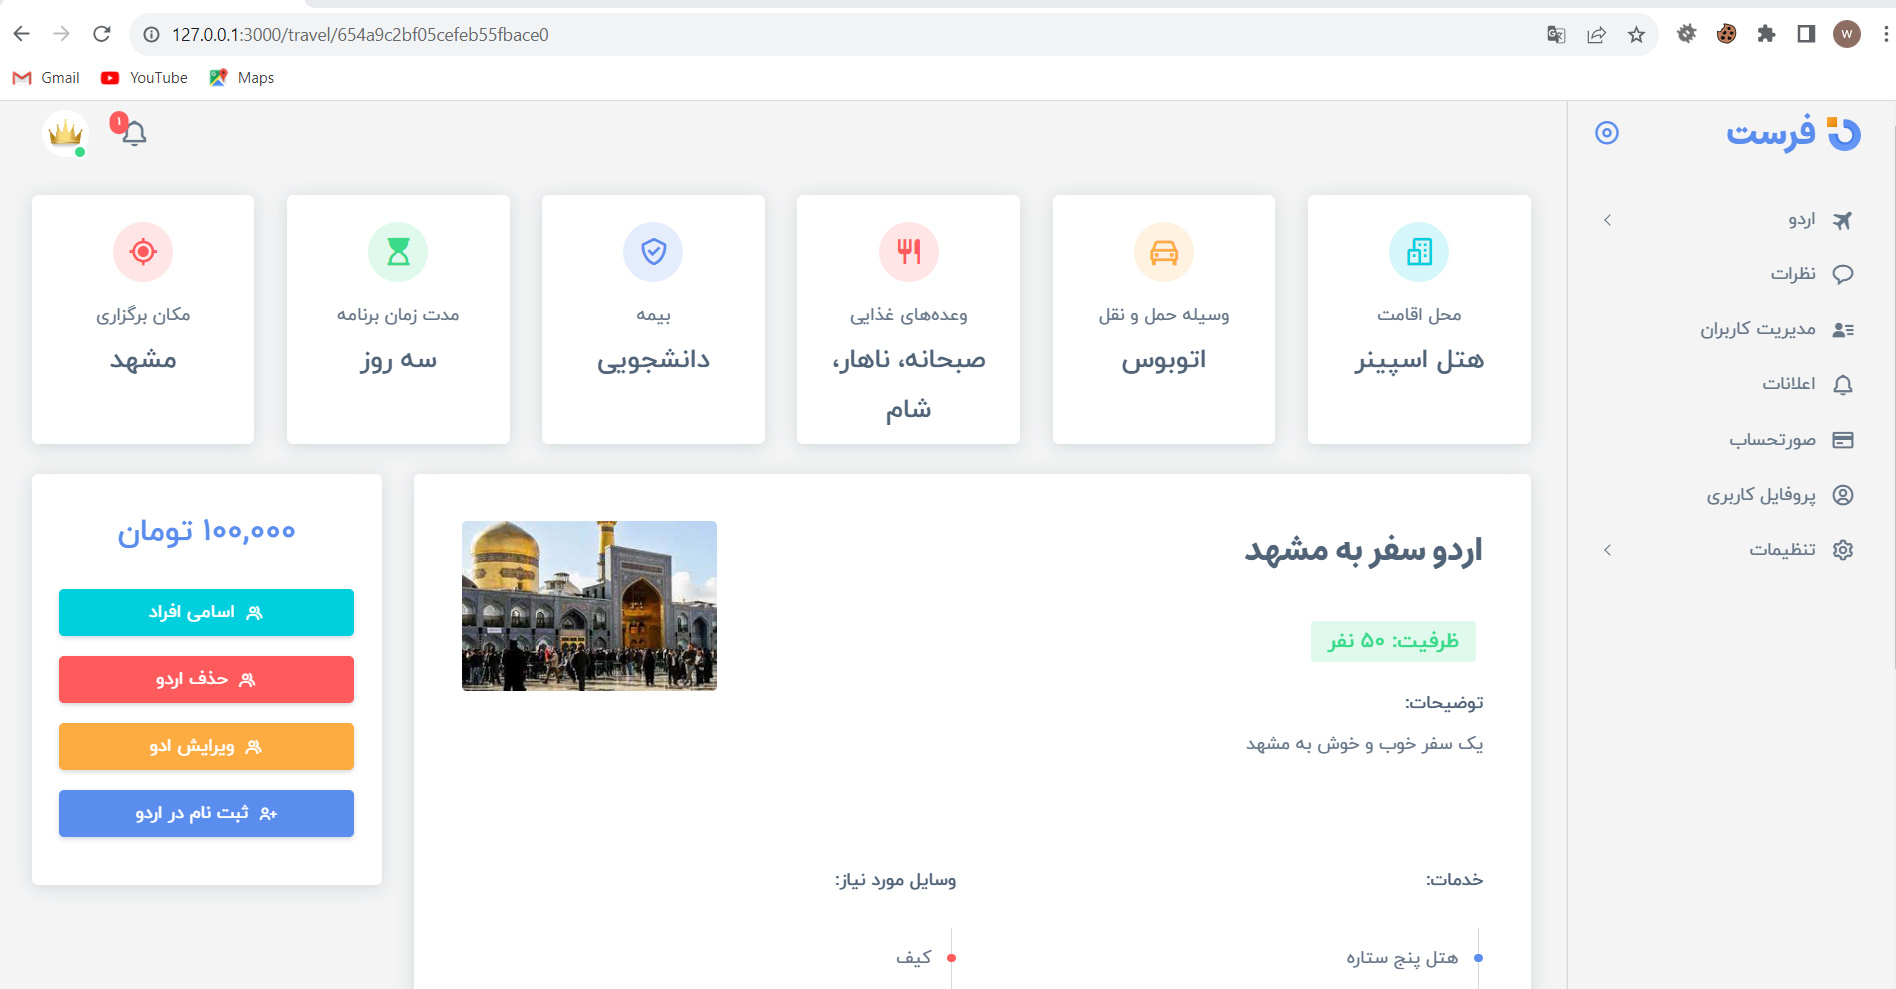 127.0.0.1:3000/travel/654a9c2bf05cefeb55fbace0
W
Gmail
YouTube
Maps
فرست
۱
اردو
نظرات
مدیریت کاربران
اعلانات
صورتحساب
پروفایل کاربری
تنظیمات
محل اقامت
هتل اسپینر
وسیله حمل و نقل
اتوبوس
وعده‌های غذایی
صبحانه، ناهار،
شام
بیمه
دانشجویی
مدت زمان برنامه
سه روز
مکان برگزاری
مشهد
اردو سفر به مشهد
ظرفیت: ۵۰ نفر
توضیحات:
یک سفر خوب و خوش به مشهد
خدمات:
هتل پنج ستاره
وسایل مورد نیاز:
کیف
۱۰۰,۰۰۰ تومان
اسامی افراد
حذف اردو
ویرایش ادو
ثبت نام در اردو